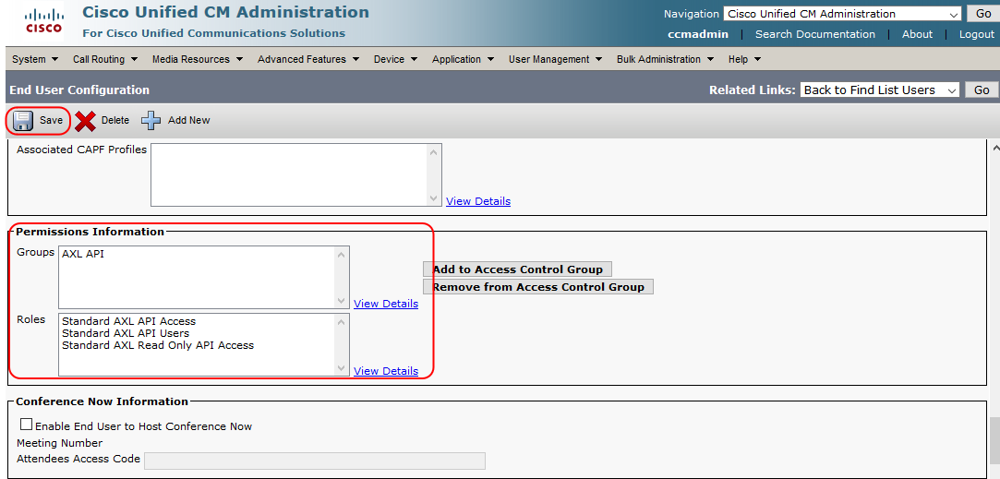 CISCO
Cisco Unified CM Administration
For Cisco Unified Communications Solutions
Navigation Cisco Unified CM Administration Go
ccmadmin | Search Documentation | About | Logout
System Call Routing Media Resources Advanced Features Device Application User Management Bulk Administration Help
End User Configuration
Related Links: Back to Find List Users Go
Save Delete Add New
Associated CAPF Profiles
View Details
Permissions Information
Groups AXL API
Add to Access Control Group
Remove from Access Control Group
View Details
Roles Standard AXL API Access
Standard AXL API Users
Standard AXL Read Only API Access
View Details
Conference Now Information
Enable End User to Host Conference Now
Meeting Number
Attendees Access Code